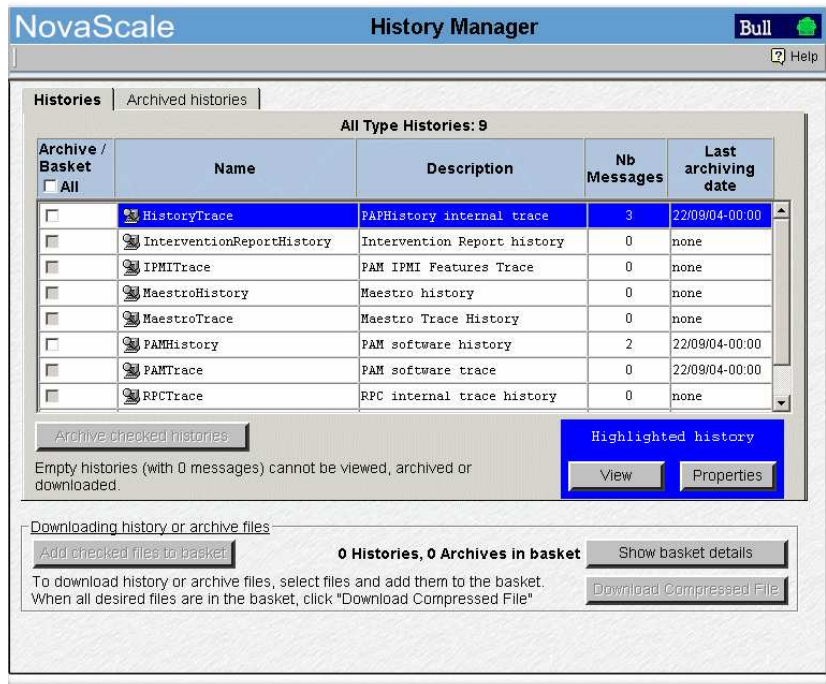 NovaScale History Manager Bull
Help
Histories Archived histories
All Type Histories: 9
Archive / Basket All Name Description Nb Messages Last archiving date
HistoryTrace PAPHistory internal trace 3 22/09/04-00:00
InterventionReportHistory Intervention Report history 0 none
IPMITrace PAM IPMI Features Trace 0 none
MaestroHistory Maestro history 0 none
MaestroTrace Maestro Trace History 0 none
PAMHistory PAM software history 2 22/09/04-00:00
PAMTrace PAM software trace 0 22/09/04-00:00
RPCTrace RPC internal trace history 0 none
Archive checked histories
Highlighted history
Empty histories (with 0 messages) cannot be viewed, archived or
downloaded.
View Properties
Downloading history or archive files
Add checked files to basket 0 Histories, 0 Archives in basket Show basket details
To download history or archive files, select files and add them to the basket.
When all desired files are in the basket, click "Download Compressed File"
Download Compressed File